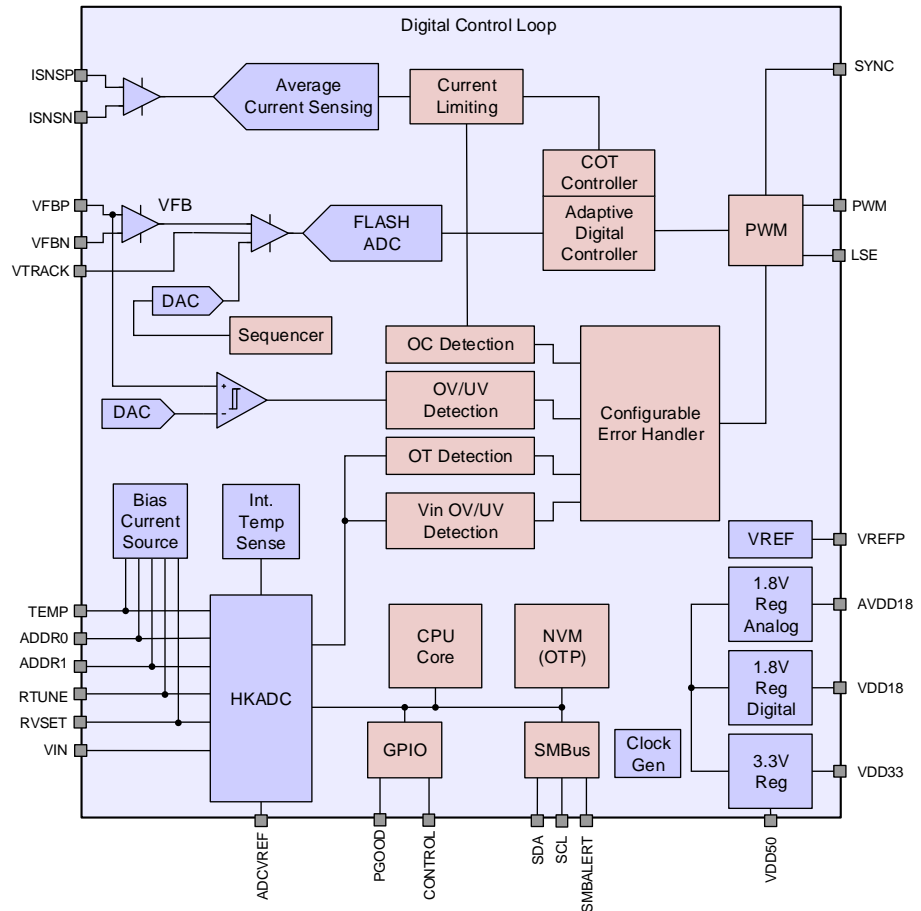 Digital Control Loop
ISNSP
ISNSN
Average
Current Sensing
Current
Limiting
SYNC
COT
Controller
Adaptive
Digital
Controller
VFBP
VFB
VFBN
VTRACK
FLASH
ADC
PWM
PWM
LSE
DAC
Sequencer
OC Detection
+
-
DAC
OV/UV
Detection
Configurable
Error Handler
OT Detection
Vin OV/UV
Detection
Bias
Current
Source
Int.
Temp
Sense
VREF
VREFP
1.8V
Reg
Analog
AVDD18
TEMP
ADDR0
ADDR1
RTUNE
RVSET
VIN
HKADC
CPU
Core
NVM
(OTP)
1.8V
Reg
Digital
VDD18
GPIO
SMBus
Clock
Gen
3.3V
Reg
VDD33
ADCVREF
PGOOD
CONTROL
SDA
SCL
SMBALERT
VDD50